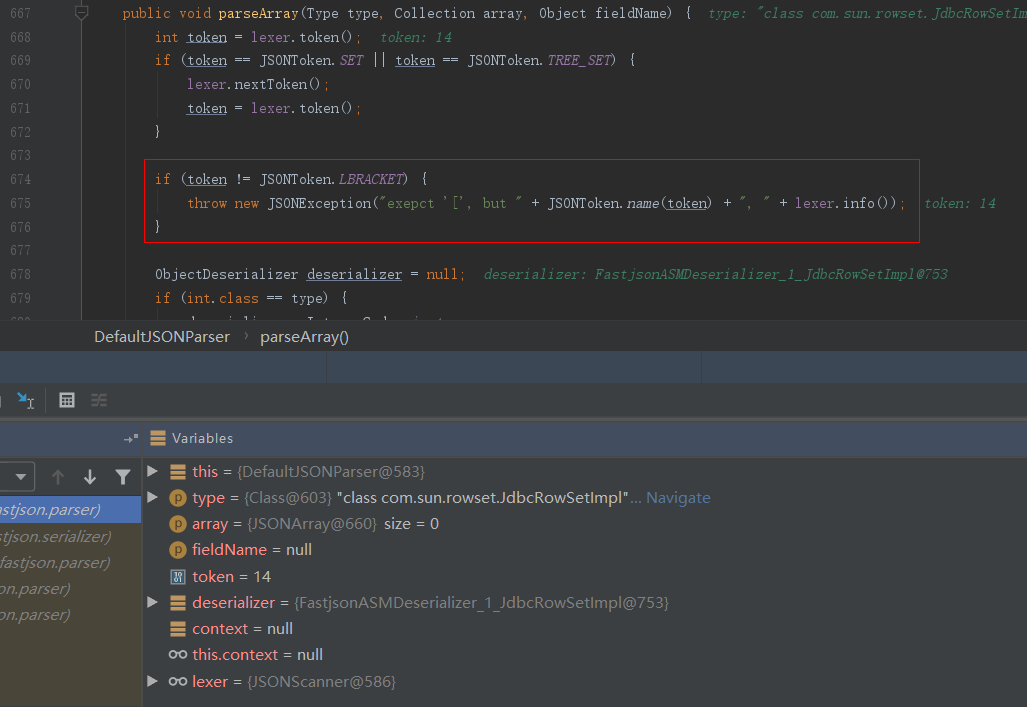 667 public void parseArray(Type type, Collection array, Object fieldName) { type: "class com.sun.rowset.JdbcRowSetIm
668 int token = lexer.token(); token: 14
669 if (token == JSONToken.SET || token == JSONToken.TREE_SET) {
670 lexer.nextToken();
671 token = lexer.token();
672 }
673
674 if (token != JSONToken.LBRACKET) {
675 throw new JSONException("exepct '[', but " + JSONToken.name(token) + ", " + lexer.info()); token: 14
676 }
677
678 ObjectDeserializer deserializer = null; deserializer: FastjsonASMDeserializer_1_JdbcRowSetImpl@753
679 if (int.class == type) {
DefaultJSONParser › parseArray()
Variables
this = {DefaultJSONParser@583}
type = {Class@603} "class com.sun.rowset.JdbcRowSetImpl"... Navigate
array = {JSONArray@660} size = 0
fieldName = null
token = 14
deserializer = {FastjsonASMDeserializer_1_JdbcRowSetImpl@753}
context = null
this.context = null
lexer = {JSONScanner@586}
astjson.parser)
stjson.serializer)
fastjson.parser)
on.parser)
on.parser)